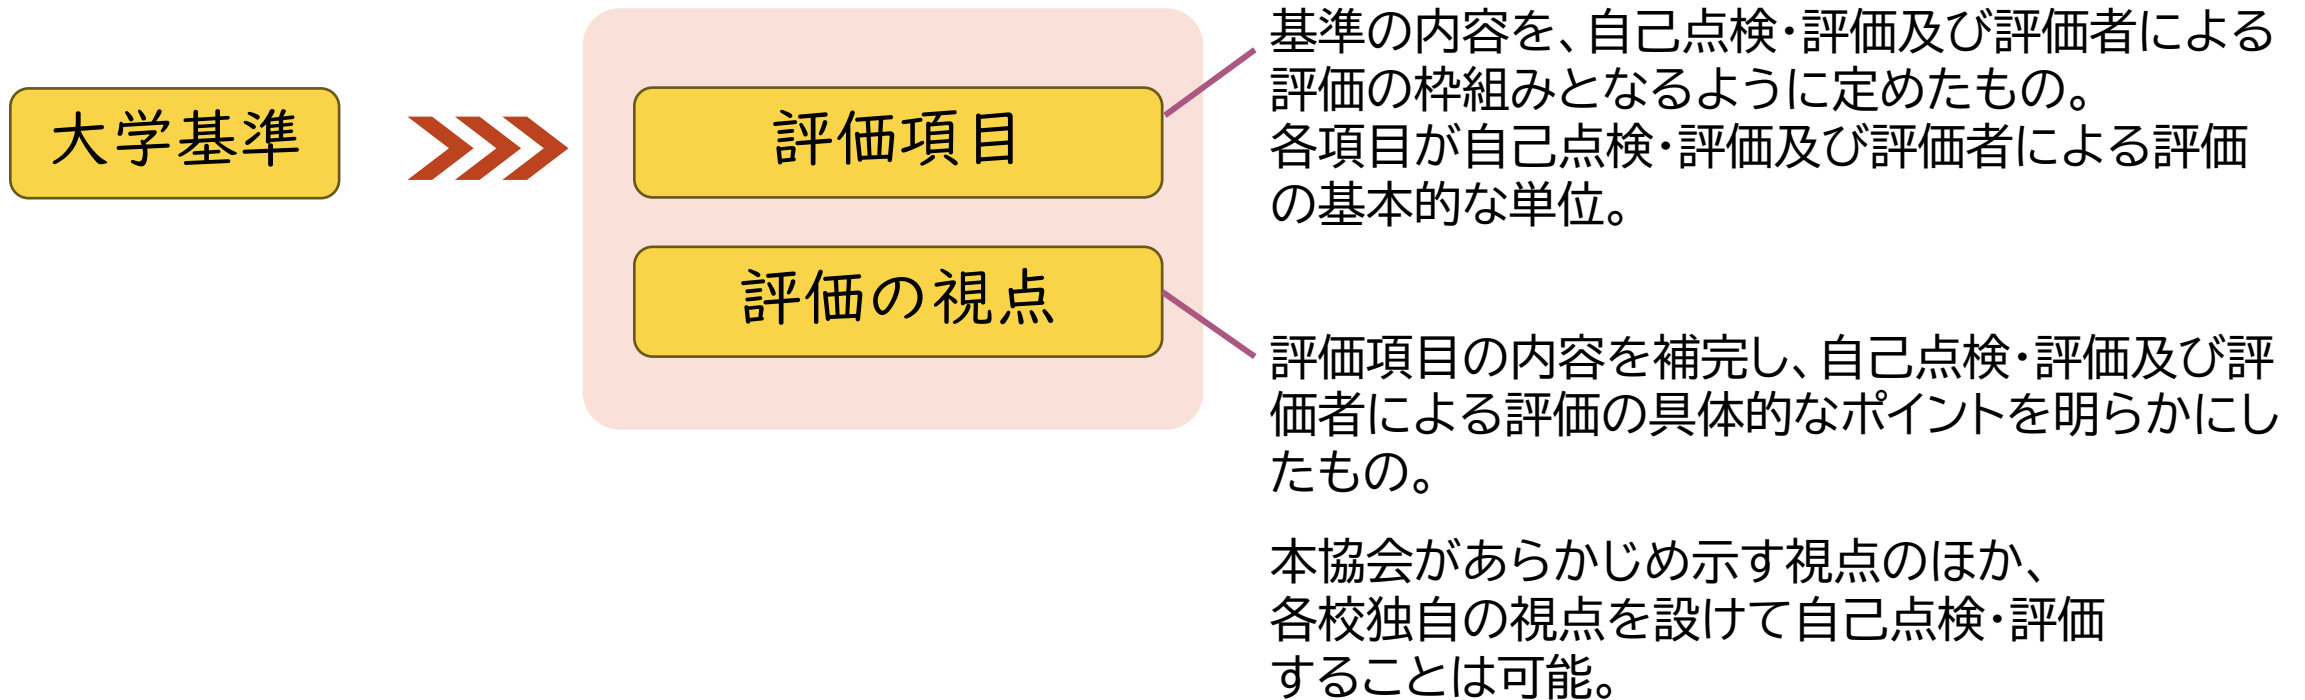 大学基準
評価項目
評価の視点
基準の内容を、自己点検・評価及び評価者による
評価の枠組みとなるように定めたもの。
各項目が自己点検・評価及び評価者による評価
の基本的な単位。
評価項目の内容を補完し、自己点検・評価及び評
価者による評価の具体的なポイントを明らかにし
たもの。
本協会があらかじめ示す視点のほか、
各校独自の視点を設けて自己点検・評価
することは可能。